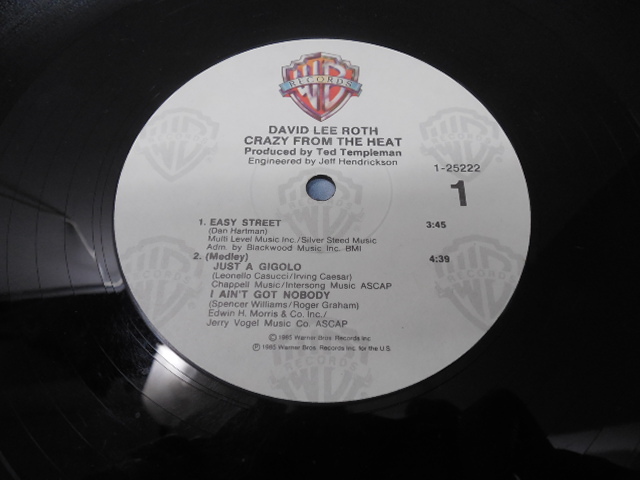 WB
RECORDS
DAVID LEE ROTH
CRAZY FROM THE HEAT
Produced by Ted Templeman
Engineered by Jeff Hendrickson
1-25222
1
1. EASY STREET 3:45
(Dan Hartman)
Multi Level Music Inc./Silver Steed Music
Adm. by Blackwood Music Inc. BMI
2. (Medley) 4:39
JUST A GIGOLO
(Leonello Casucci/Irving Caesar)
Chappell Music/Intersong Music ASCAP
I AIN'T GOT NOBODY
(Spencer Williams/Roger Graham)
Edwin H. Morris & Co. Inc./
Jerry Vogel Music Co. ASCAP
© 1985 Warner Bros. Records Inc.
℗ 1985 Warner Bros. Records Inc. for the U.S.